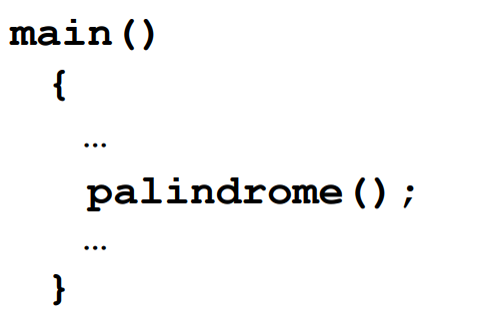 main()
{
…
palindrome();
…
}